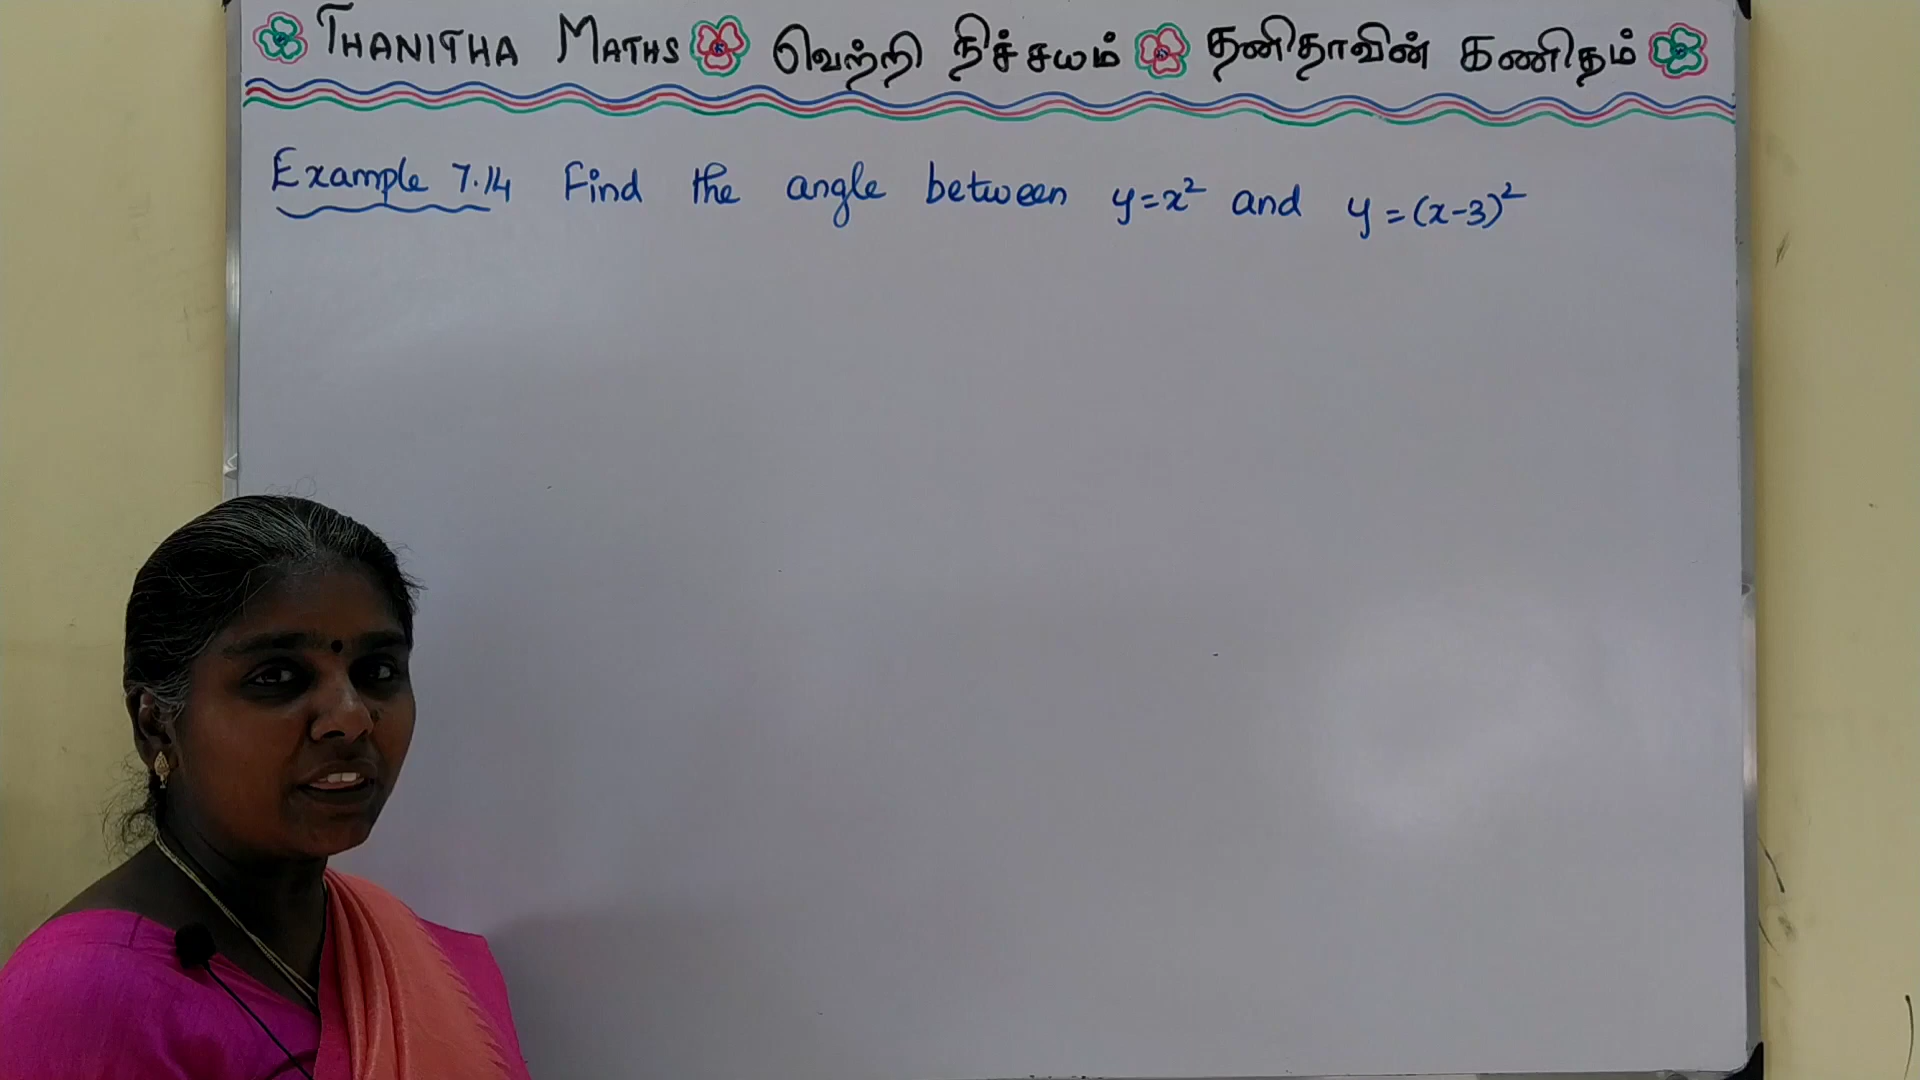 THANITHA MATHS வெற்றி நிச்சயம் தனிதாவின் கணிதம்
Example 7.14 Find the angle between y=x² and y=(x-3)²